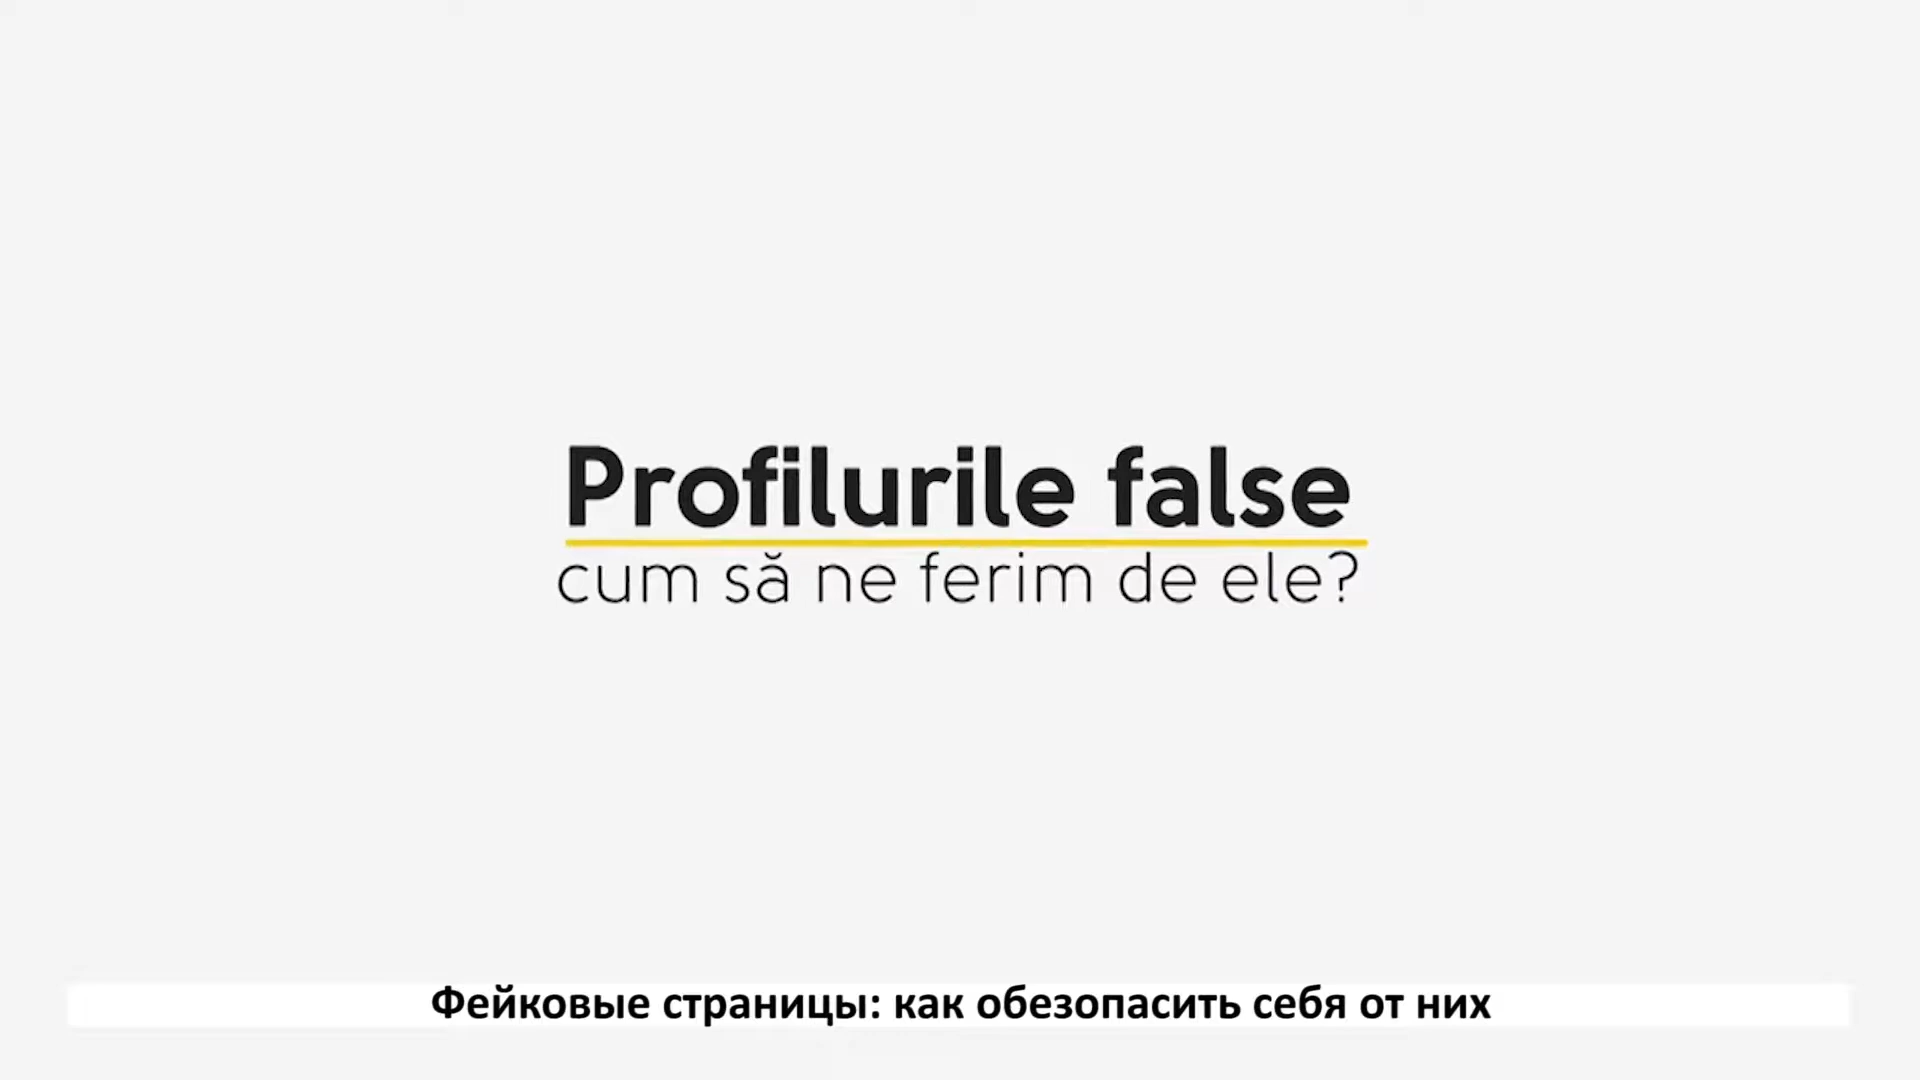 Profilurile false
cum să ne ferim de ele?
Фейковые страницы: как обезопасить себя от них